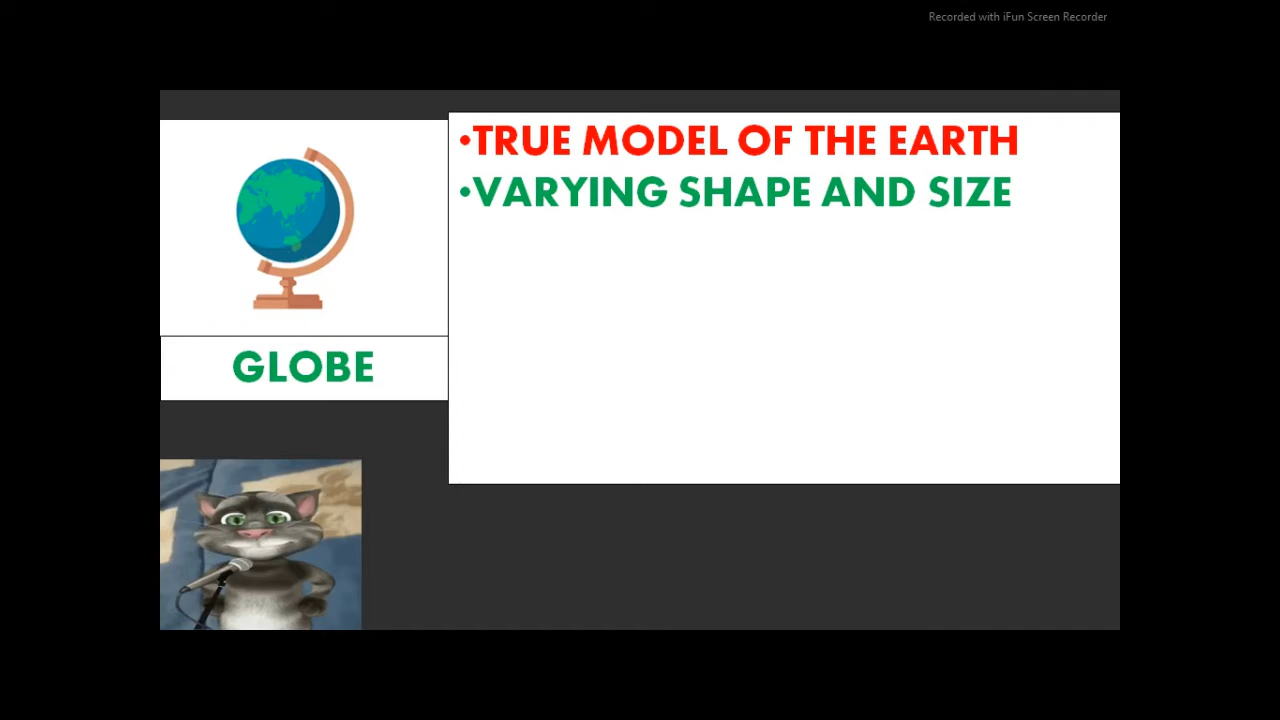 Recorded with iFun Screen Recorder
•TRUE MODEL OF THE EARTH
•VARYING SHAPE AND SIZE
GLOBE